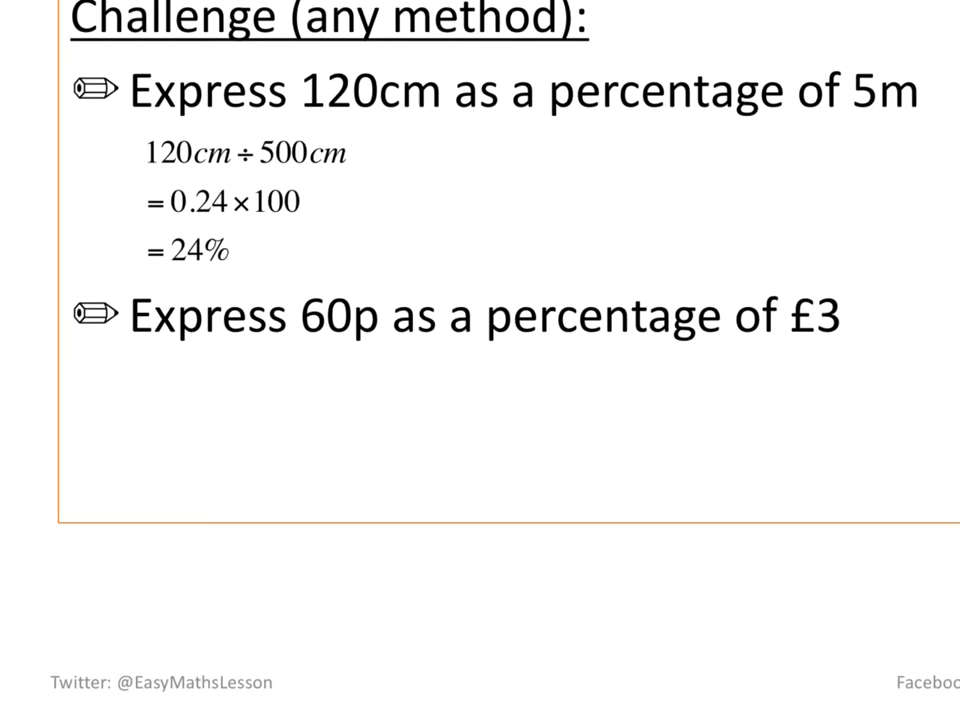 Challenge (any method):
Express 120cm as a percentage of 5m
120cm ÷ 500cm
= 0.24 × 100
= 24%
Express 60p as a percentage of £3
Twitter: @EasyMathsLesson